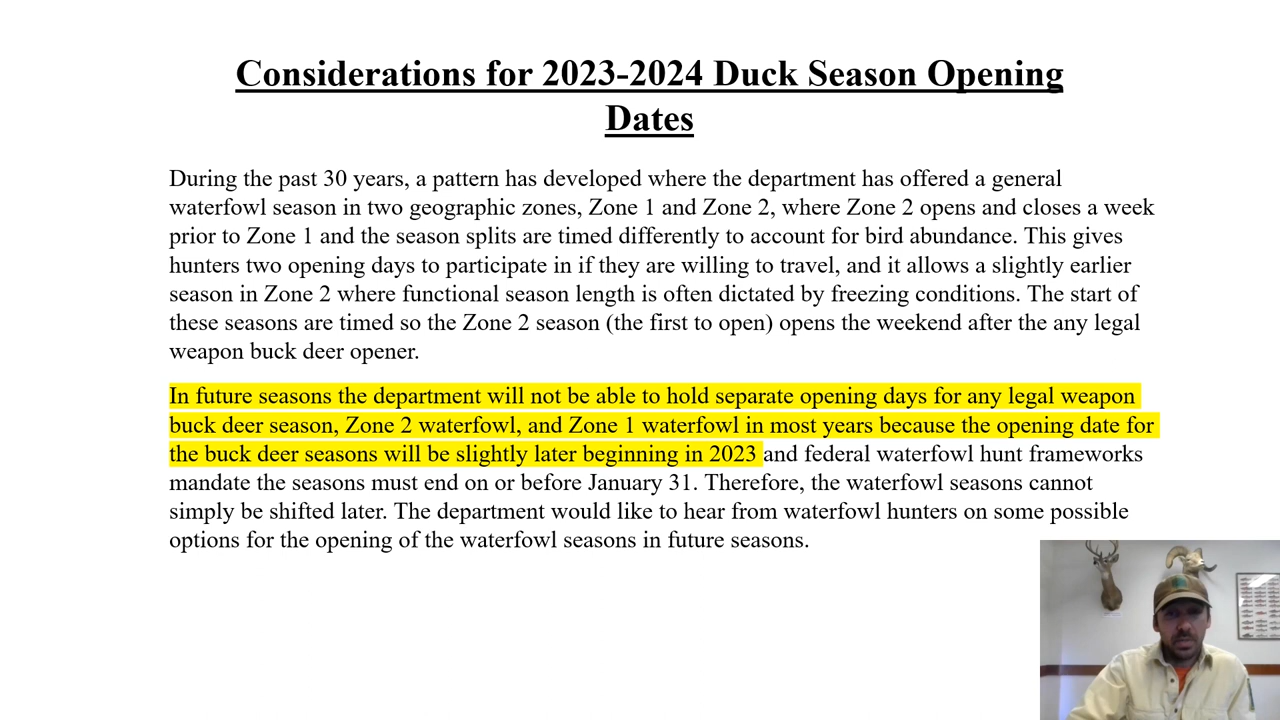 Considerations for 2023-2024 Duck Season Opening
Dates
During the past 30 years, a pattern has developed where the department has offered a general
waterfowl season in two geographic zones, Zone 1 and Zone 2, where Zone 2 opens and closes a week
prior to Zone 1 and the season splits are timed differently to account for bird abundance. This gives
hunters two opening days to participate in if they are willing to travel, and it allows a slightly earlier
season in Zone 2 where functional season length is often dictated by freezing conditions. The start of
these seasons are timed so the Zone 2 season (the first to open) opens the weekend after the any legal
weapon buck deer opener.
In future seasons the department will not be able to hold separate opening days for any legal weapon
buck deer season, Zone 2 waterfowl, and Zone 1 waterfowl in most years because the opening date for
the buck deer seasons will be slightly later beginning in 2023 and federal waterfowl hunt frameworks
mandate the seasons must end on or before January 31. Therefore, the waterfowl seasons cannot
simply be shifted later. The department would like to hear from waterfowl hunters on some possible
options for the opening of the waterfowl seasons in future seasons.